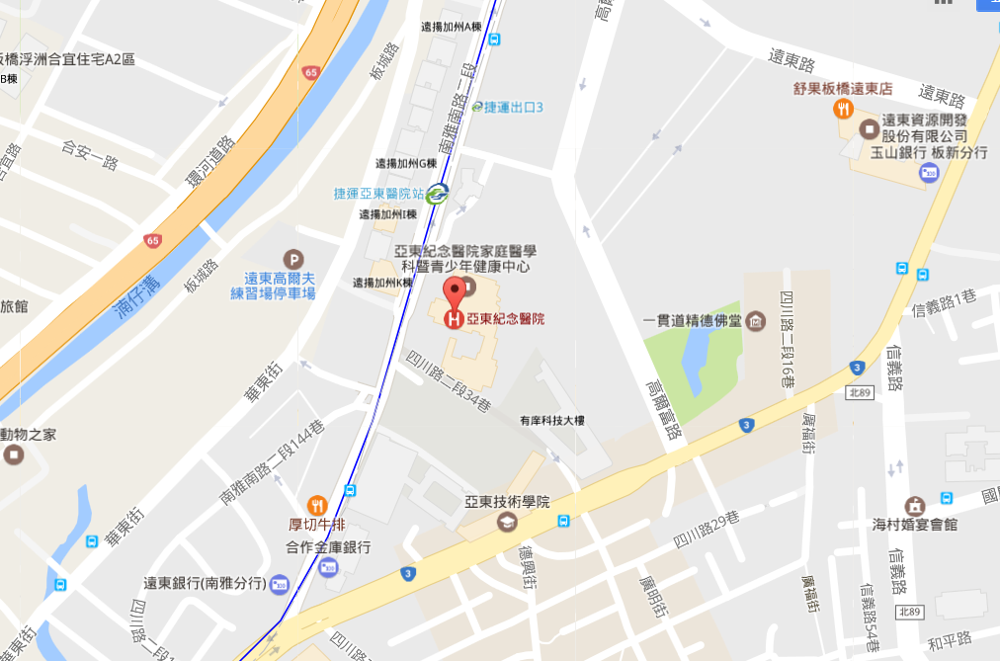 遠揚加州A棟
高爾
板橋浮洲合宜住宅A2區
B棟
板城路
65
遠東路
舒果板橋遠東店
遠東路
南雅南路二段
捷運出口3
遠東資源開發
股份有限公司
玉山銀行 板新分行
合安一路
合宜路
環河道路
遠揚加州G棟
捷運亞東醫院站
遠揚加州I棟
65
板城路
P
遠東高爾夫
練習場停車場
亞東紀念醫院家庭醫學
科暨青少年健康中心
遠揚加州K棟
湳仔溝
旅館
H
亞東紀念醫院
一貫道精德佛堂
四川路二段16巷
信義路1巷
信義路
3
北89
四川路二段34巷
華東街
高爾富路
廣福街
有庠科技大樓
3
動物之家
南雅南路二段144巷
厚切牛排
亞東技術學院
合作金庫銀行
華東街
四川路29巷
海村婚宴會館
遠東銀行(南雅分行)
3
德興街
廣明街
廣福街
信義路
信義路54巷
北89
和平路
四川路二段
四川路
華東街